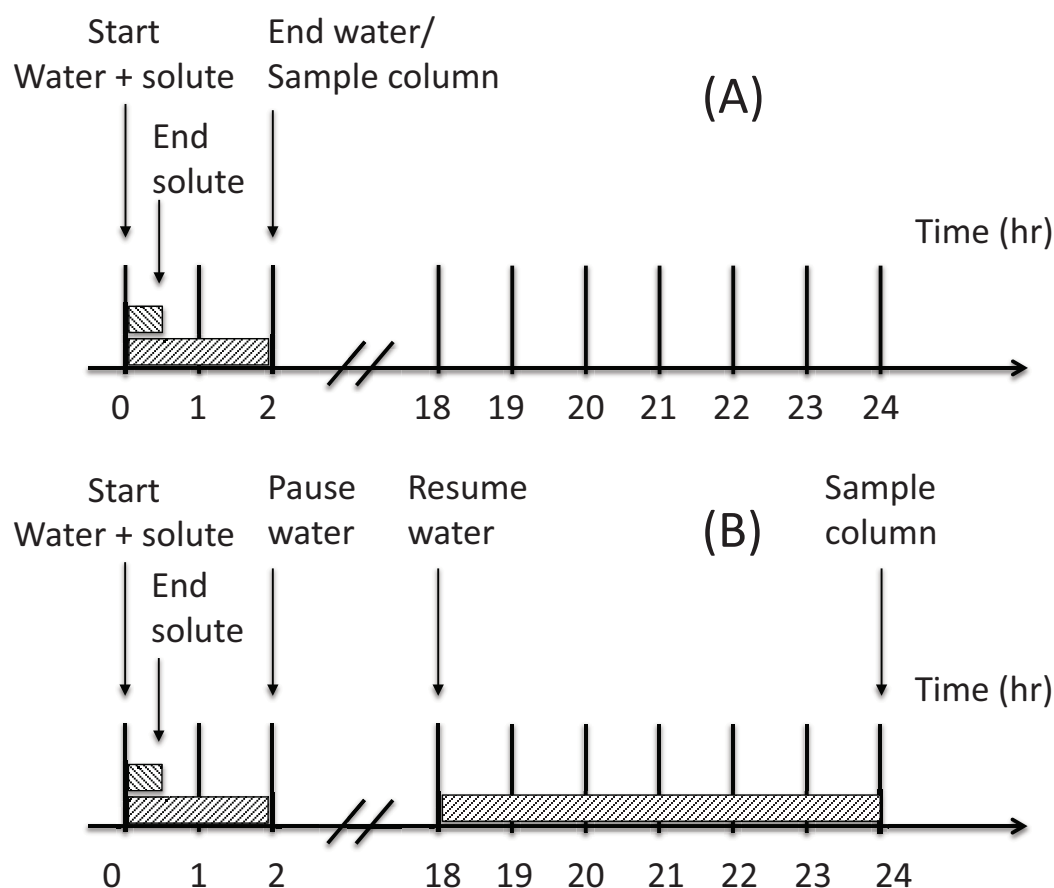 Start
Water + solute
End water/
Sample column
(A)
End
solute
Time (hr)
0 1 2 18 19 20 21 22 23 24
Start
Water + solute
Pause
water
Resume
water
(B)
Sample
column
End
solute
Time (hr)
0 1 2 18 19 20 21 22 23 24